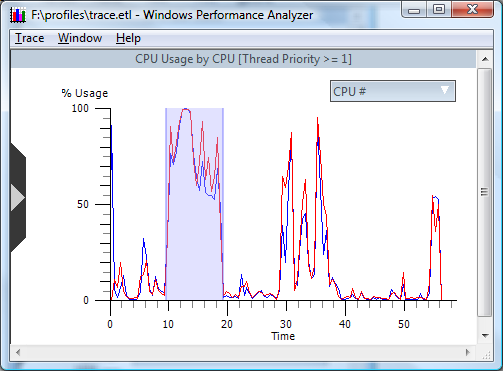 F:\profiles\trace.etl - Windows Performance Analyzer
Trace Window Help
CPU Usage by CPU [Thread Priority >= 1]
CPU #
% Usage
100
50
0
0 10 20 30 40 50
Time